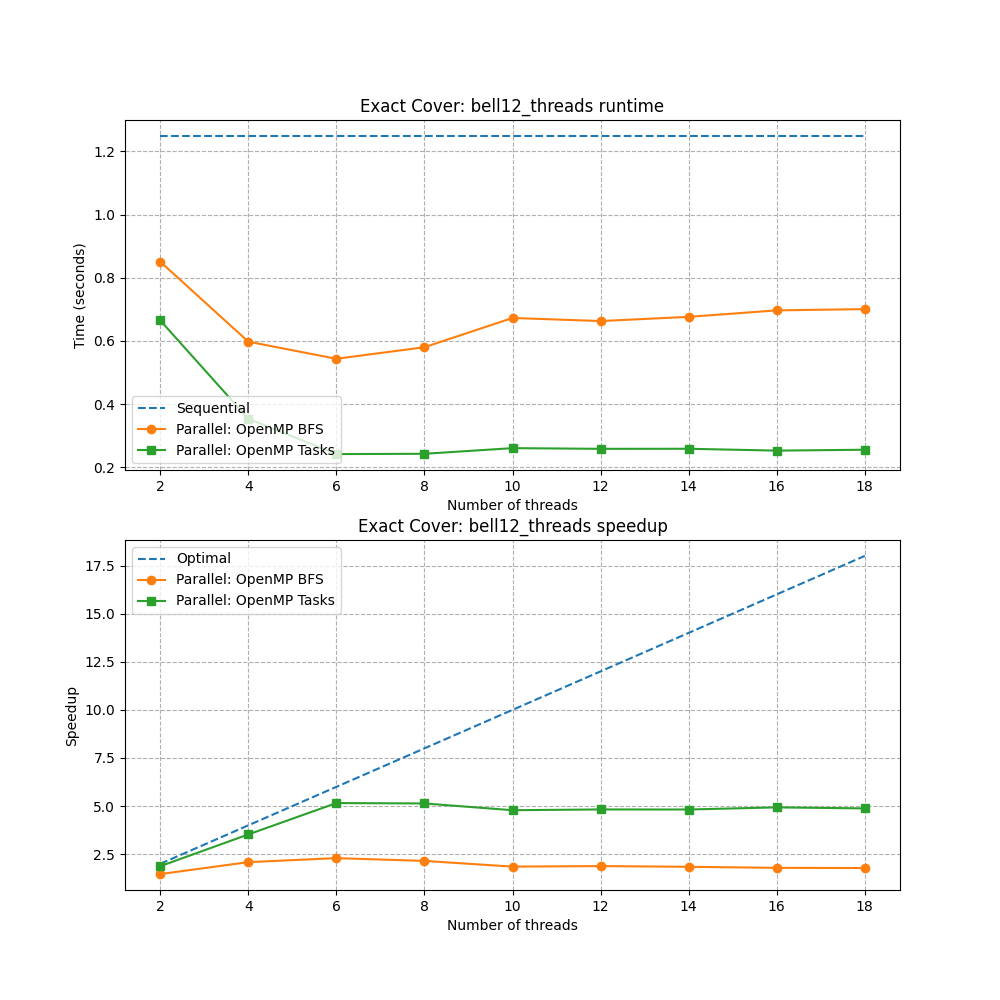 Exact Cover: bell12_threads runtime
Time (seconds)
1.2
1.0
0.8
0.6
0.4
0.2
Sequential
Parallel: OpenMP BFS
Parallel: OpenMP Tasks
2 4 6 8 10 12 14 16 18
Number of threads
Exact Cover: bell12_threads speedup
Speedup
17.5
15.0
12.5
10.0
7.5
5.0
2.5
Optimal
Parallel: OpenMP BFS
Parallel: OpenMP Tasks
2 4 6 8 10 12 14 16 18
Number of threads